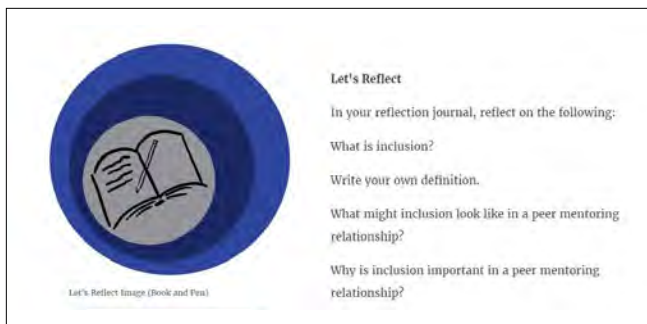 Let's Reflect
In your reflection journal, reflect on the following:
What is inclusion?
Write your own definition.
What might inclusion look like in a peer mentoring
relationship?
Why is inclusion important in a peer mentoring
relationship?
Let's Reflect Image (Book and Pen)